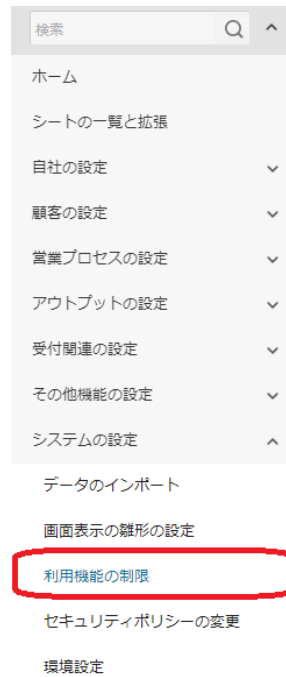 検索
ホーム
シートの一覧と拡張
自社の設定
顧客の設定
営業プロセスの設定
アウトプットの設定
受付関連の設定
その他機能の設定
システムの設定
データのインポート
画面表示の雛形の設定
利用機能の制限
セキュリティポリシーの変更
環境設定